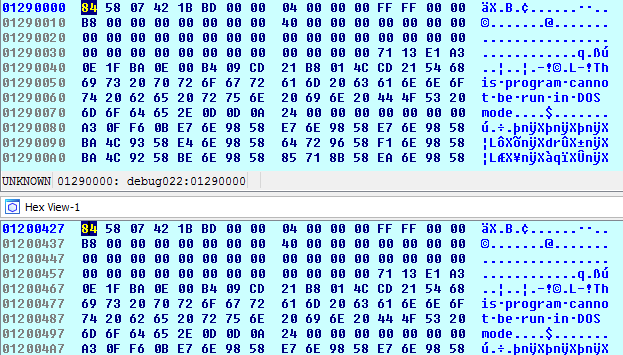 01290000 84 58 07 42 1B BD 00 00 04 00 00 00 FF FF 00 00 äX.B.¢......··..
01290010 B8 00 00 00 00 00 00 00 40 00 00 00 00 00 00 00 ©.......@.......
01290020 00 00 00 00 00 00 00 00 00 00 00 00 00 00 00 00 ................
01290030 00 00 00 00 00 00 00 00 00 00 00 00 71 13 E1 A3 ............q.ßú
01290040 0E 1F BA 0E 00 B4 09 CD 21 B8 01 4C CD 21 54 68 ..¦..¦.-!©.L-!Th
01290050 69 73 20 70 72 6F 67 72 61 6D 20 63 61 6E 6E 6F is·program·canno
01290060 74 20 62 65 20 72 75 6E 20 69 6E 20 44 4F 53 20 t·be·run·in·DOS·
01290070 6D 6F 64 65 2E 0D 0D 0A 24 00 00 00 00 00 00 00 mode....$.......
01290080 A3 0F F6 0B E7 6E 98 58 E7 6E 98 58 E7 6E 98 58 ú.÷.þnÿXþnÿXþnÿX
01290090 BA 4C 93 58 E4 6E 98 58 64 72 96 58 F1 6E 98 58 ¦LôXõnÿXdrûX±nÿX
012900A0 BA 4C 92 58 BE 6E 98 58 85 71 8B 58 EA 6E 98 58 ¦LÆX¥nÿXàqïXÛnÿX
UNKNOWN 01290000: debug022:01290000
Hex View-1
01200427 84 58 07 42 1B BD 00 00 04 00 00 00 FF FF 00 00 äX.B.¢......··..
01200437 B8 00 00 00 00 00 00 00 40 00 00 00 00 00 00 00 ©.......@.......
01200447 00 00 00 00 00 00 00 00 00 00 00 00 00 00 00 00 ................
01200457 00 00 00 00 00 00 00 00 00 00 00 00 71 13 E1 A3 ............q.ßú
01200467 0E 1F BA 0E 00 B4 09 CD 21 B8 01 4C CD 21 54 68 ..¦..¦.-!©.L-!Th
01200477 69 73 20 70 72 6F 67 72 61 6D 20 63 61 6E 6E 6F is·program·canno
01200487 74 20 62 65 20 72 75 6E 20 69 6E 20 44 4F 53 20 t·be·run·in·DOS·
01200497 6D 6F 64 65 2E 0D 0D 0A 24 00 00 00 00 00 00 00 mode....$.......
012004A7 A3 0F F6 0B E7 6E 98 58 E7 6E 98 58 E7 6E 98 58 ú.÷.þnÿXþnÿXþnÿX